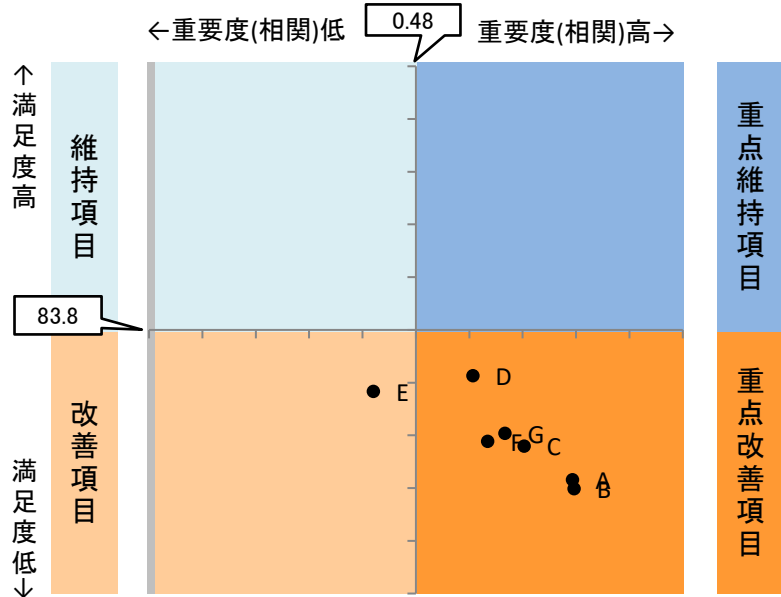 ←重要度(相関)低
0.48
重要度(相関)高→
↑満足度高
維持項目
重点維持項目
83.8
改善項目
満足度低↓
重点改善項目
D
E
G
F
C
A
B